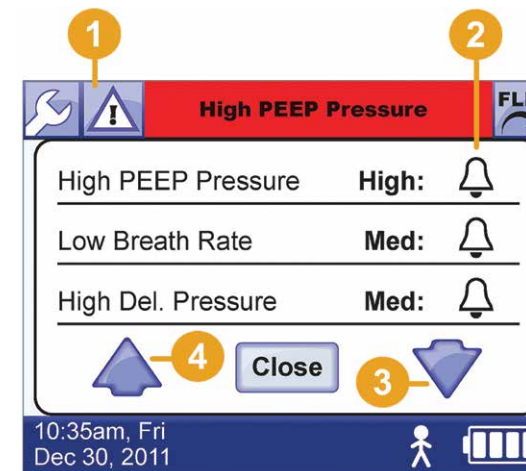 1
2
High PEEP Pressure
High PEEP Pressure High:
Low Breath Rate Med:
High Del. Pressure Med:
4
Close
3
10:35am, Fri
Dec 30, 2011